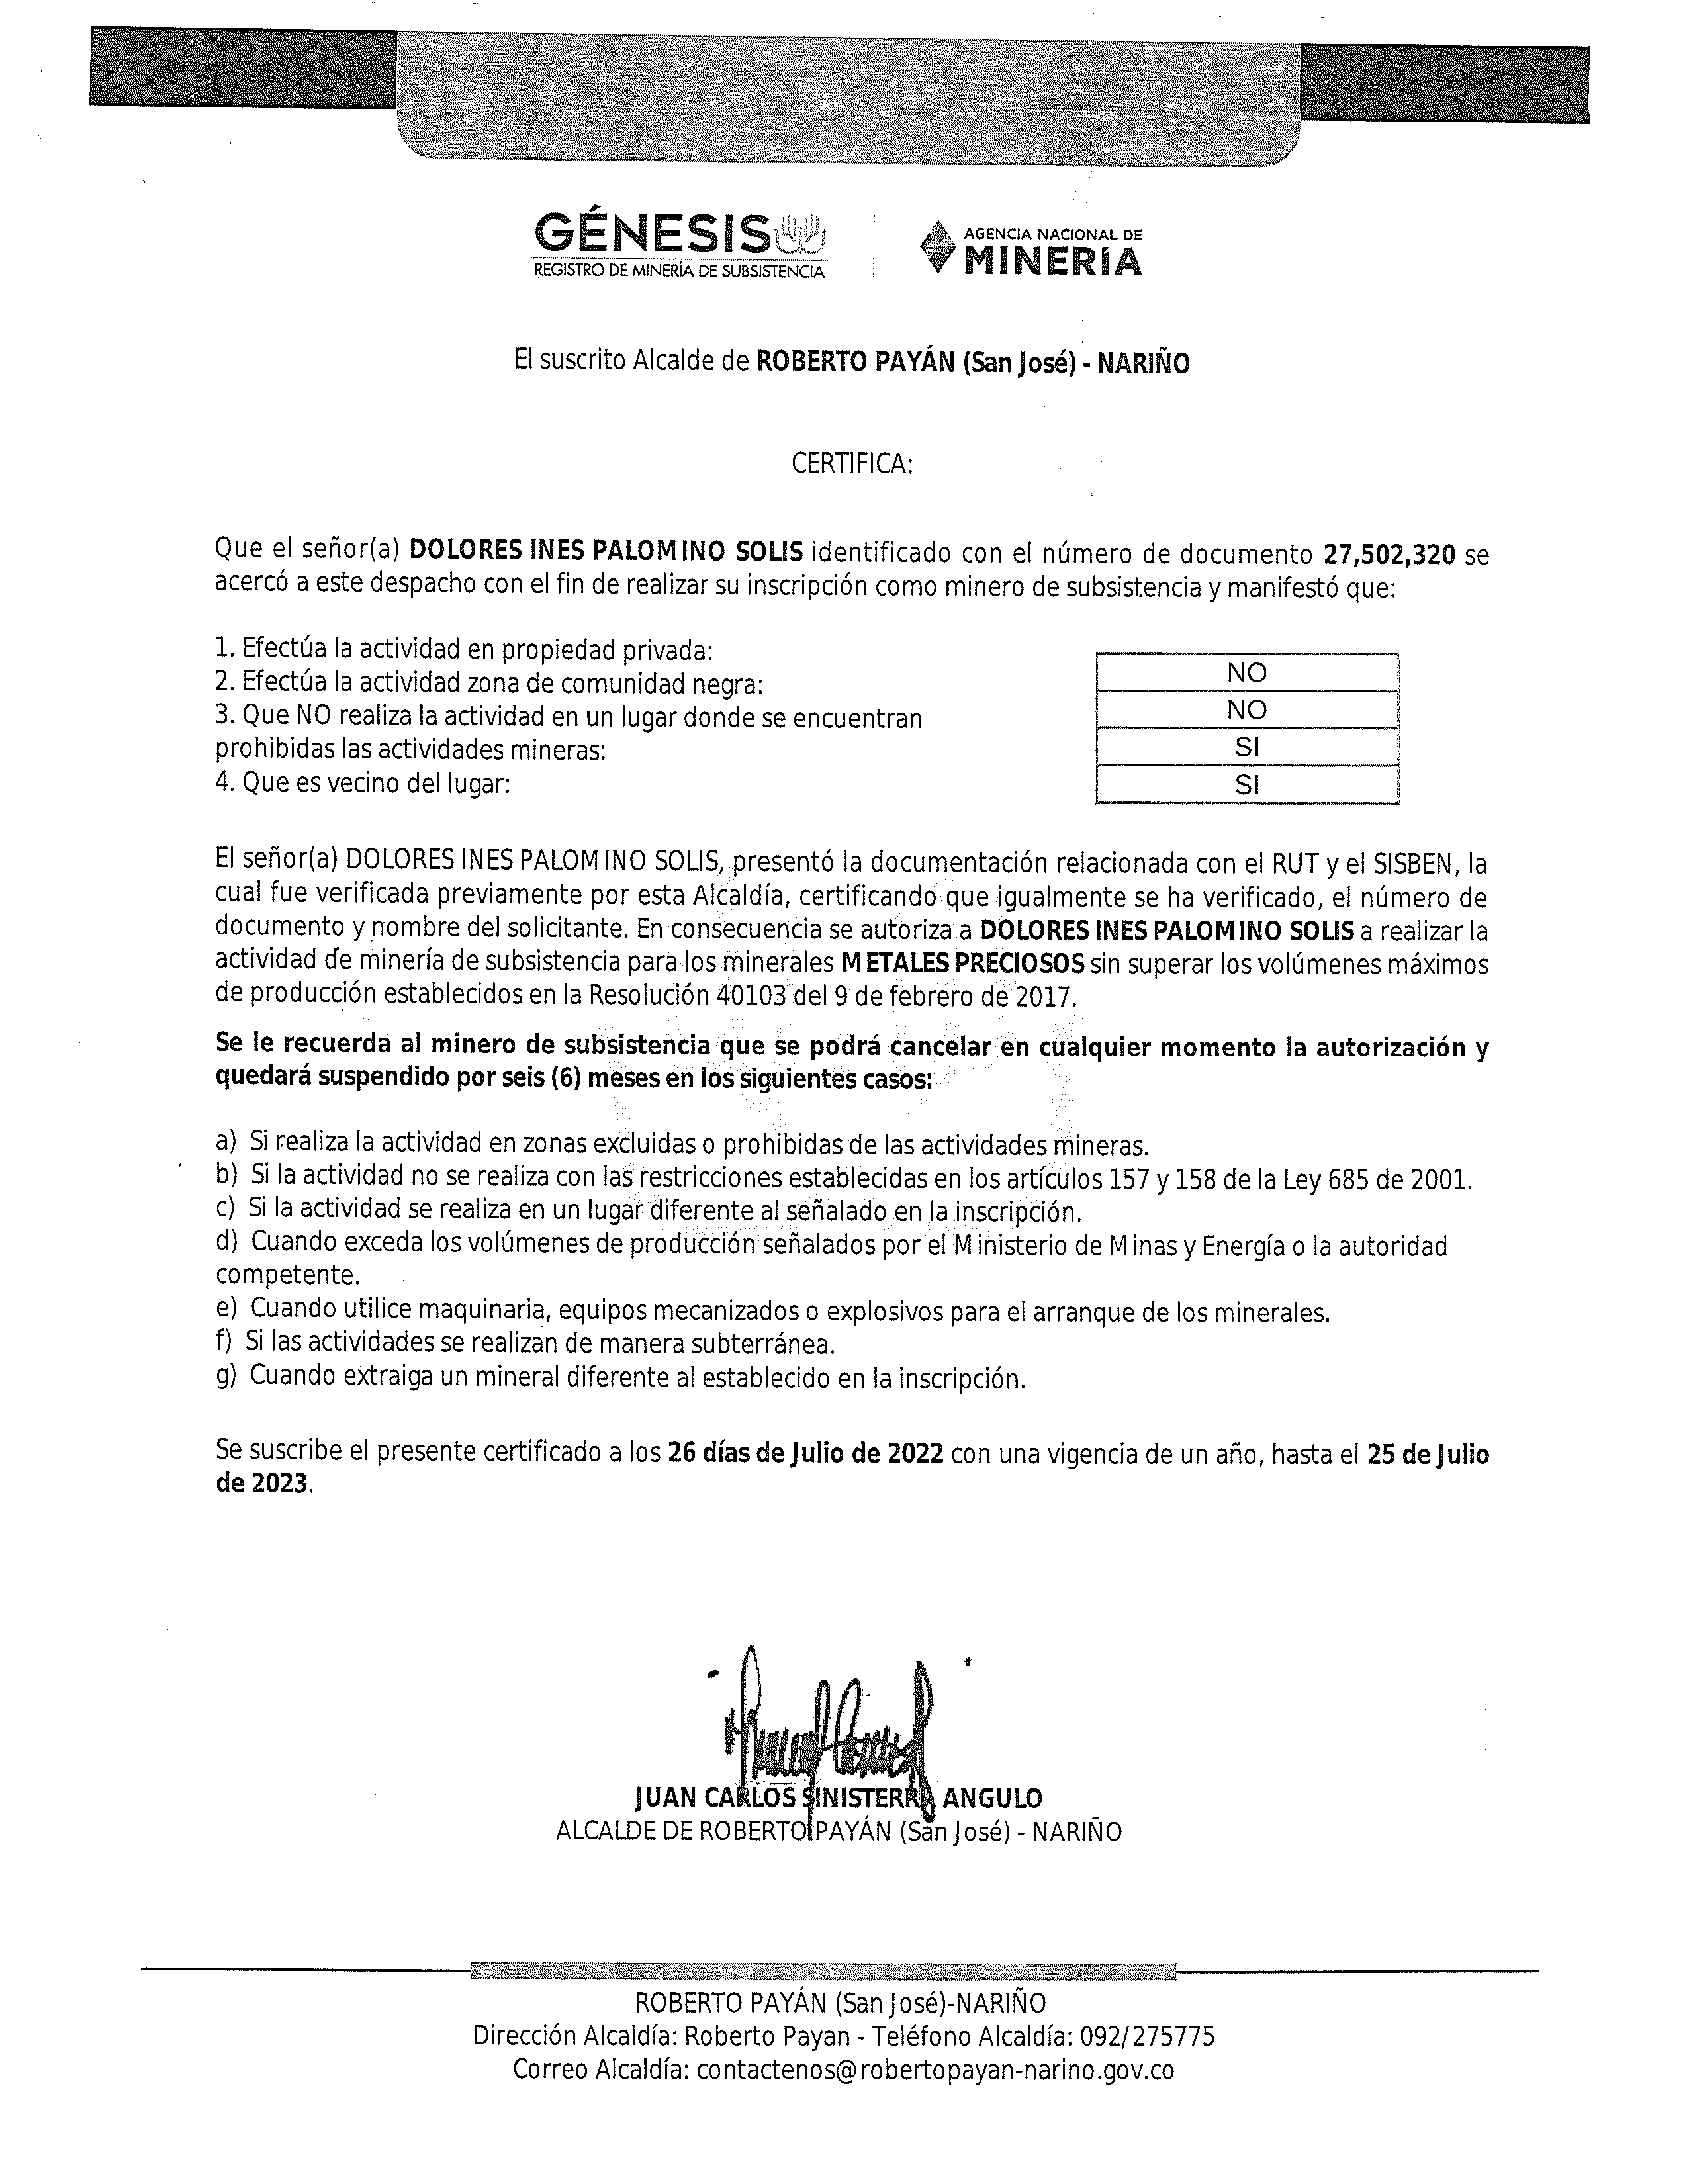 GÉNESIS
REGISTRO DE MINERÍA DE SUBSISTENCIA
AGENCIA NACIONAL DE
MINERÍA
El suscrito Alcalde de ROBERTO PAYÁN (San José) - NARIÑO
CERTIFICA:
Que el señor(a) DOLORES INES PALOMINO SOLIS identificado con el número de documento 27,502,320 se
acercó a este despacho con el fin de realizar su inscripción como minero de subsistencia y manifestó que:
1. Efectúa la actividad en propiedad privada: NO
2. Efectúa la actividad zona de comunidad negra: NO
3. Que NO realiza la actividad en un lugar donde se encuentran
prohibidas las actividades mineras: SI
4. Que es vecino del lugar: SI
El señor(a) DOLORES INES PALOMINO SOLIS, presentó la documentación relacionada con el RUT y el SISBEN, la
cual fue verificada previamente por esta Alcaldía, certificando que igualmente se ha verificado, el número de
documento y nombre del solicitante. En consecuencia se autoriza a DOLORES INES PALOMINO SOLIS a realizar la
actividad de minería de subsistencia para los minerales METALES PRECIOSOS sin superar los volúmenes máximos
de producción establecidos en la Resolución 40103 del 9 de febrero de 2017.
Se le recuerda al minero de subsistencia que se podrá cancelar en cualquier momento la autorización y
quedará suspendido por seis (6) meses en los siguientes casos:
a) Si realiza la actividad en zonas excluidas o prohibidas de las actividades mineras.
b) Si la actividad no se realiza con las restricciones establecidas en los artículos 157 y 158 de la Ley 685 de 2001.
c) Si la actividad se realiza en un lugar diferente al señalado en la inscripción.
d) Cuando exceda los volúmenes de producción señalados por el Ministerio de Minas y Energía o la autoridad
competente.
e) Cuando utilice maquinaria, equipos mecanizados o explosivos para el arranque de los minerales.
f) Si las actividades se realizan de manera subterránea.
g) Cuando extraiga un mineral diferente al establecido en la inscripción.
Se suscribe el presente certificado a los 26 días de Julio de 2022 con una vigencia de un año, hasta el 25 de Julio
de 2023.
JUAN CARLOS SINISTERRA ANGULO
ALCALDE DE ROBERTO PAYÁN (San José) - NARIÑO
ROBERTO PAYÁN (San José)-NARIÑO
Dirección Alcaldía: Roberto Payan - Teléfono Alcaldía: 092/275775
Correo Alcaldía: contactenos@robertopayan-narino.gov.co